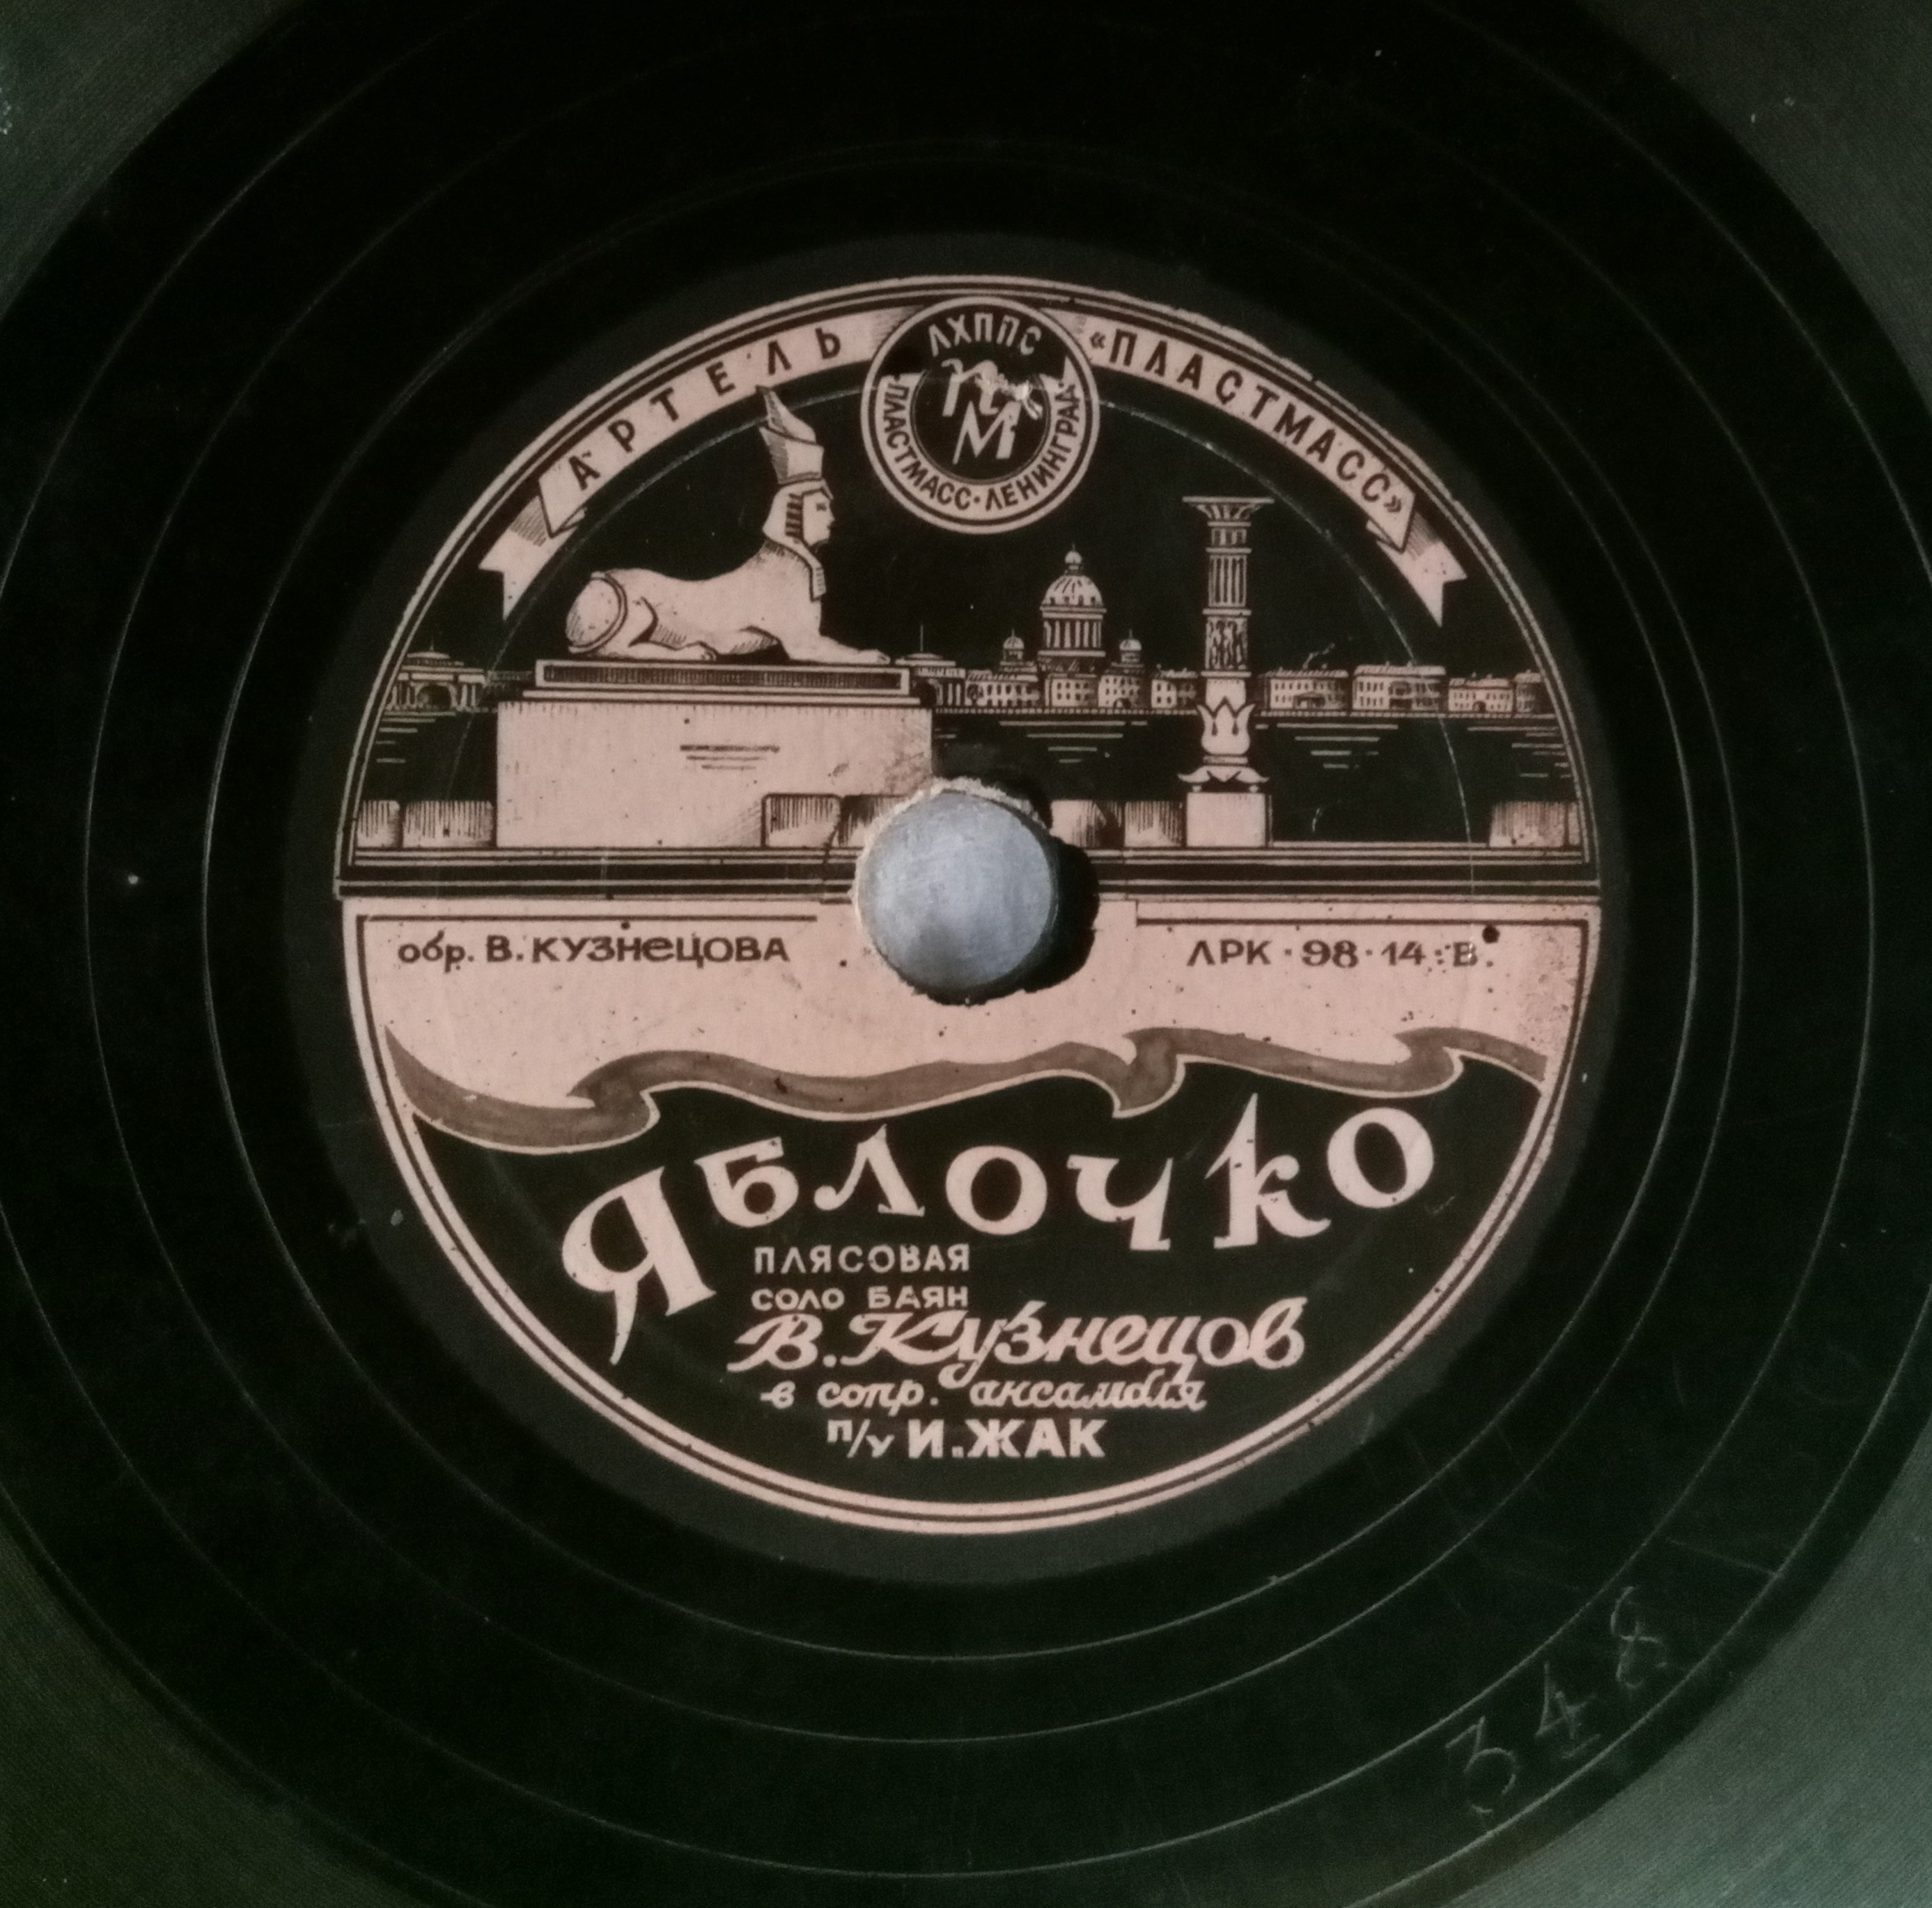 АРТЕЛЬ «ПЛАСТМАСС»
ЛХППС
ПМ
ПЛАСТМАСС·ЛЕНИНГРАД
обр. В. КУЗНЕЦОВА
ЛРК·98·14:В.
Яблочко
ПЛЯСОВАЯ
СОЛО БАЯН
В.Кузнецов
в сопр. ансамбля
п/у И.ЖАК
348